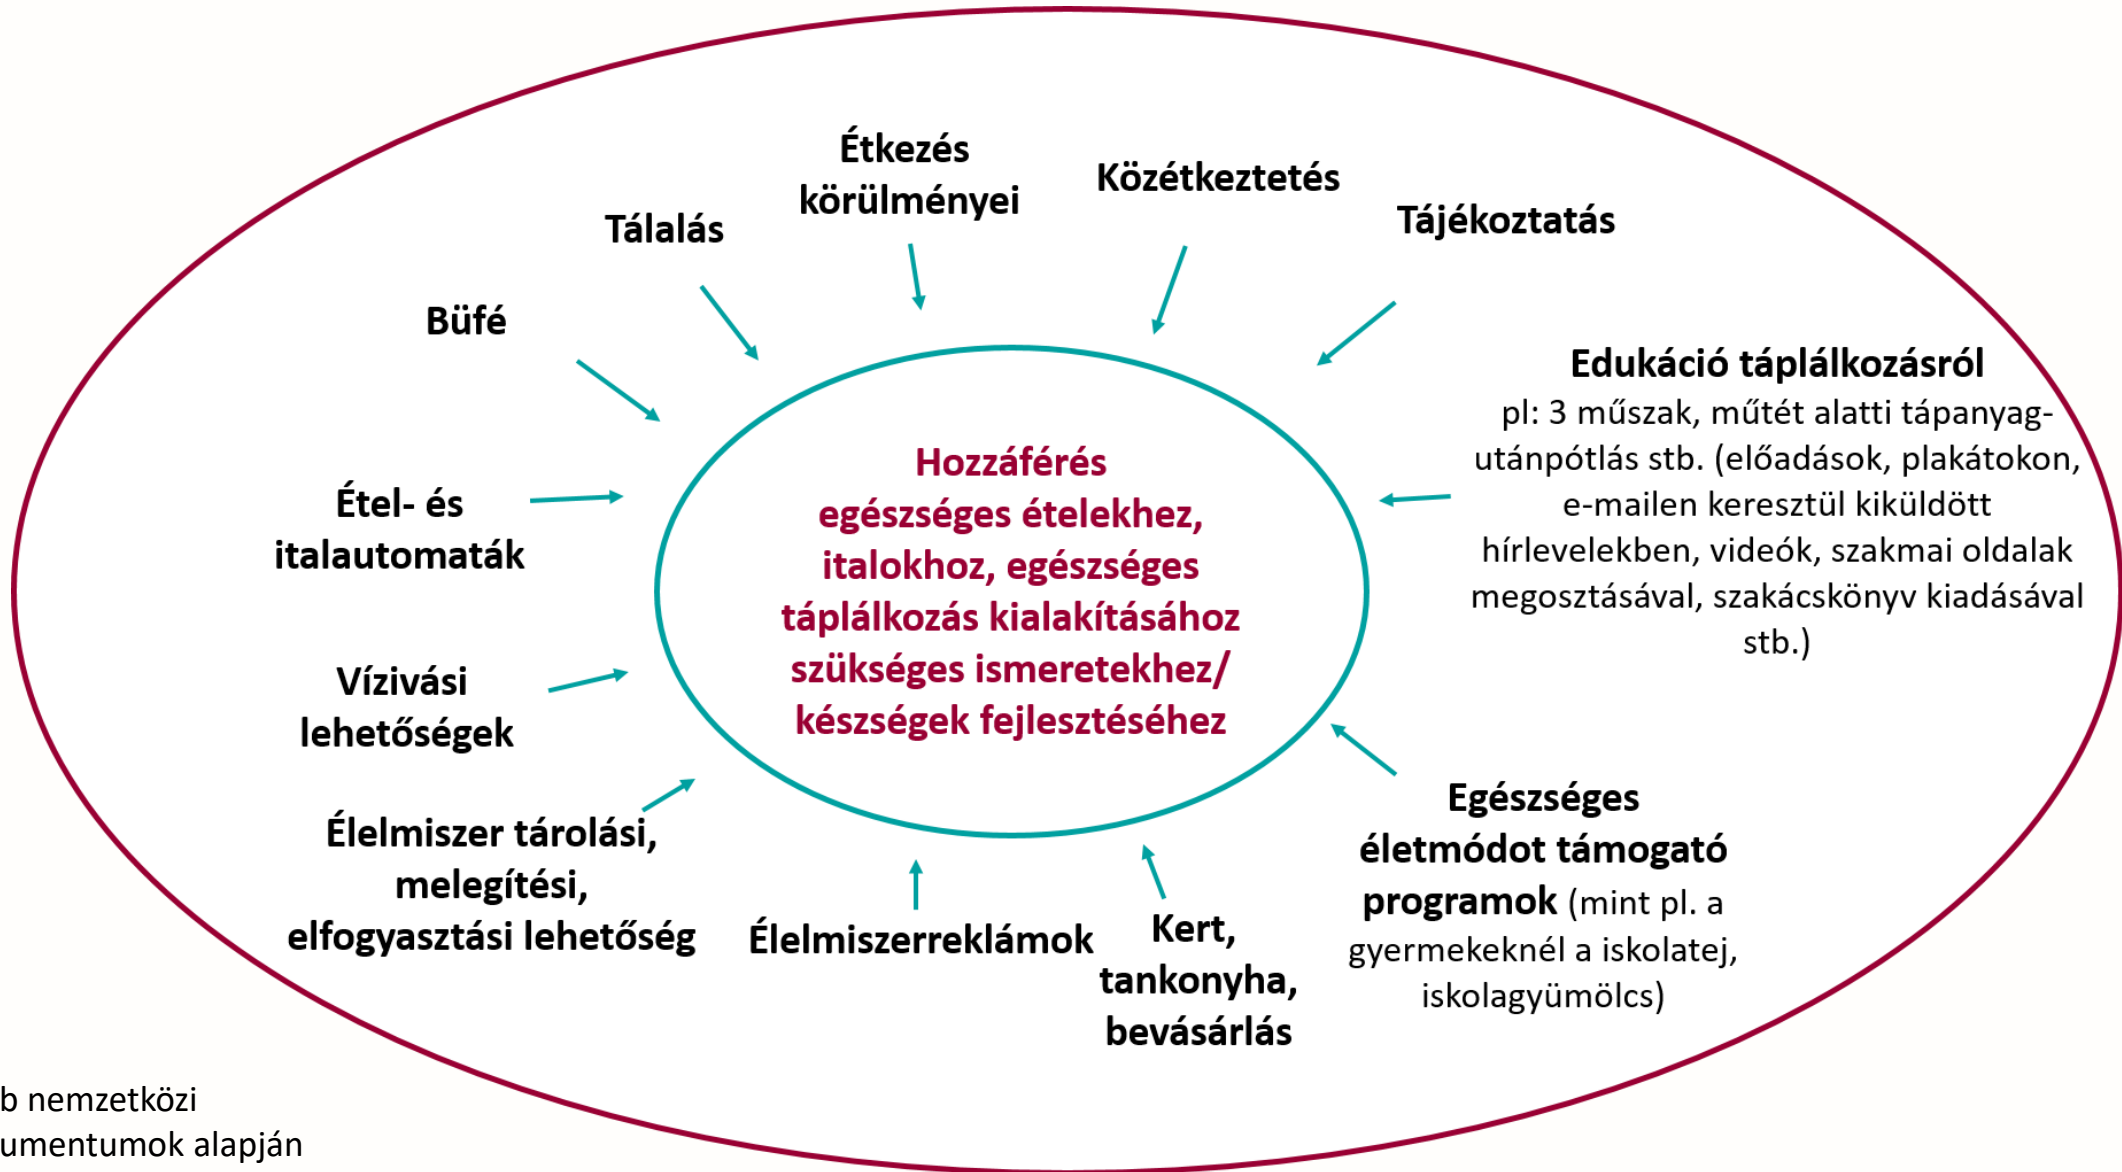 Étkezés
körülményei
Közétkeztetés
Tálalás
Tájékoztatás
Büfé
Edukáció táplálkozásról
pl: 3 műszak, műtét alatti tápanyag-
utánpótlás stb. (előadások, plakátokon,
e-mailen keresztül kiküldött
hírlevelekben, videók, szakmai oldalak
megosztásával, szakácskönyv kiadásával
stb.)
Étel- és
italautomaták
Hozzáférés
egészséges ételekhez,
italokhoz, egészséges
táplálkozás kialakításához
szükséges ismeretekhez/
készségek fejlesztéséhez
Vízivási
lehetőségek
Élelmiszer tárolási,
melegítési,
elfogyasztási lehetőség
Élelmiszerreklámok
Kert,
tankonyha,
bevásárlás
Egészséges
életmódot támogató
programok (mint pl. a
gyermekeknél a iskolatej,
iskolagyümölcs)
b nemzetközi
umentumok alapján